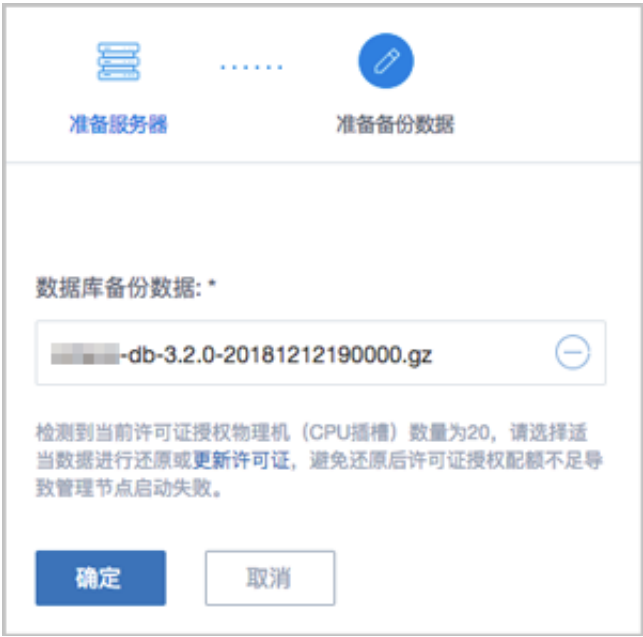 准备服务器
准备备份数据
数据库备份数据: *
-db-3.2.0-20181212190000.gz
检测到当前许可证授权物理机（CPU插槽）数量为20，请选择适
当数据进行还原或更新许可证，避免还原后许可证授权配额不足导
致管理节点启动失败。
确定
取消